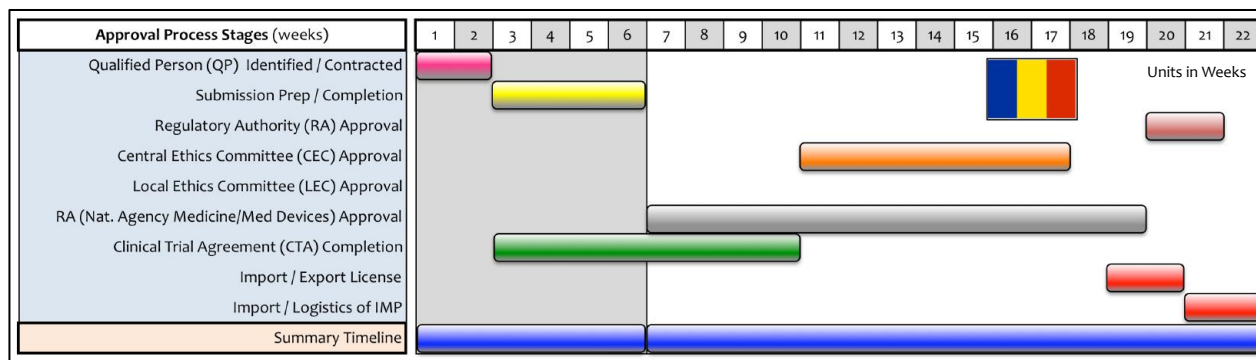 Approval Process Stages (weeks) 1 2 3 4 5 6 7 8 9 10 11 12 13 14 15 16 17 18 19 20 21 22
Qualified Person (QP) Identified / Contracted
Units in Weeks
Submission Prep / Completion
Regulatory Authority (RA) Approval
Central Ethics Committee (CEC) Approval
Local Ethics Committee (LEC) Approval
RA (Nat. Agency Medicine/Med Devices) Approval
Clinical Trial Agreement (CTA) Completion
Import / Export License
Import / Logistics of IMP
Summary Timeline